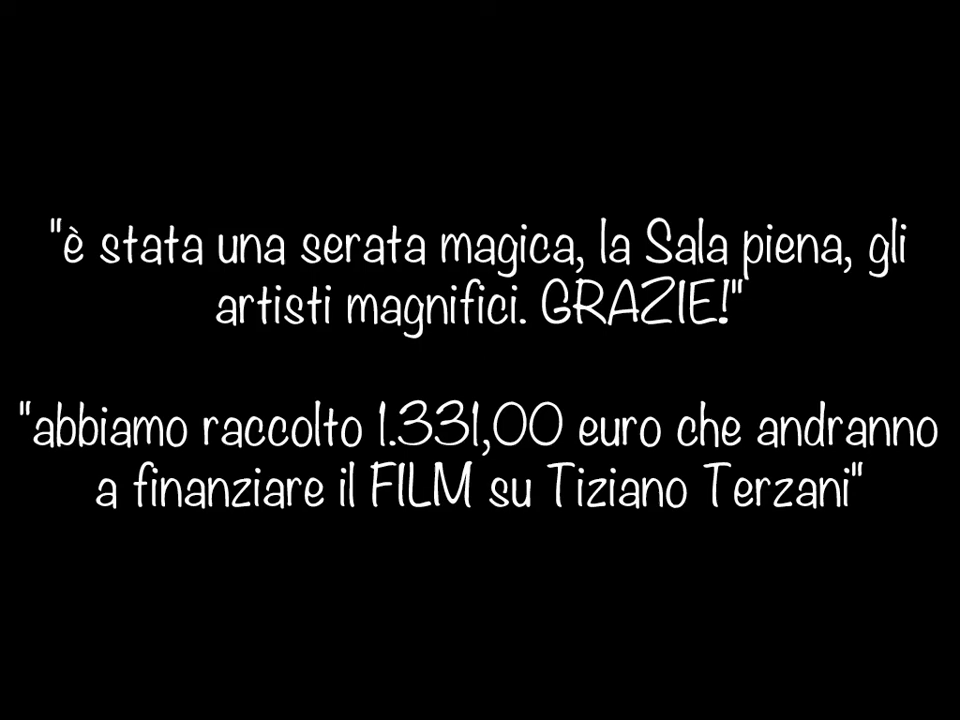 "è stata una serata magica, la Sala piena, gli
artisti magnifici. GRAZIE!"
"abbiamo raccolto 1.331,00 euro che andranno
a finanziare il FILM su Tiziano Terzani"